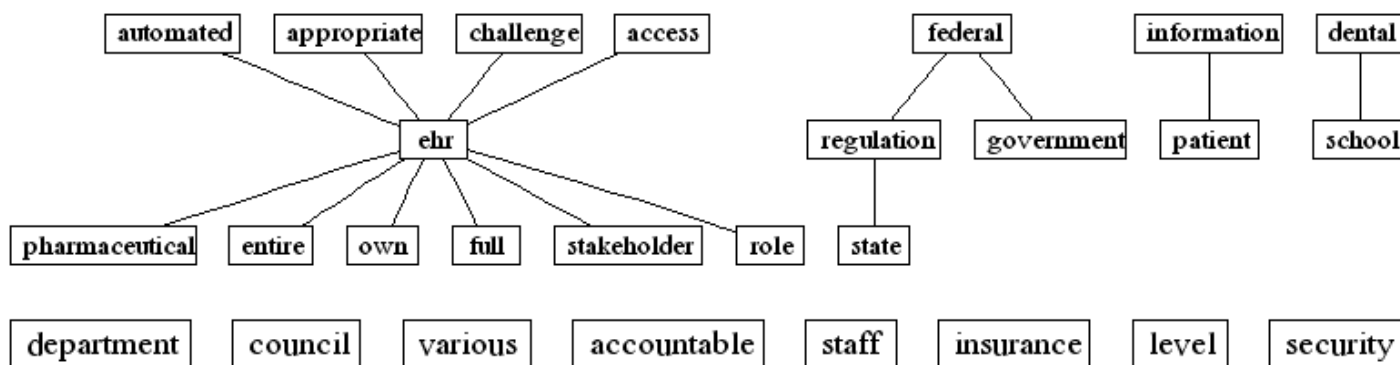 automated appropriate challenge access federal information dental
ehr regulation government patient school
pharmaceutical entire own full stakeholder role state
department council various accountable staff insurance level security